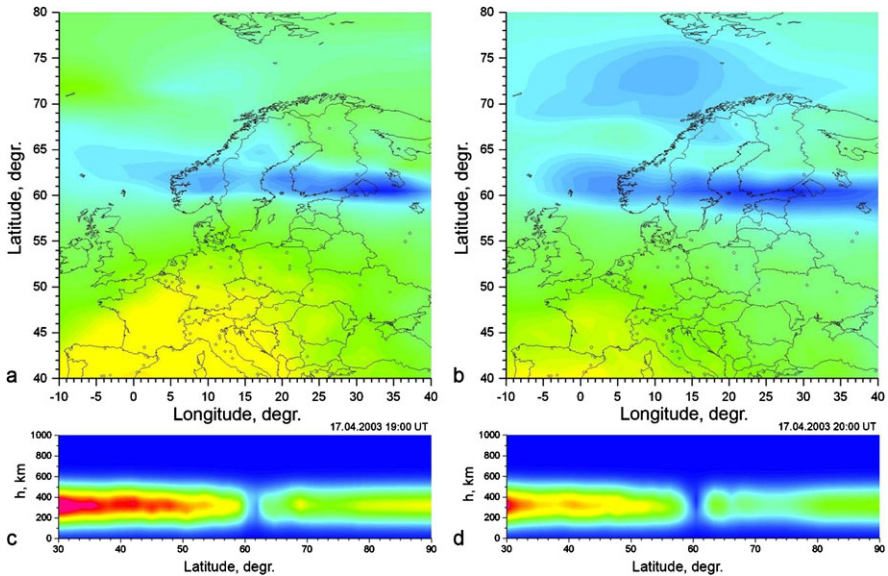 80
75
70
65
60
55
50
45
40
Latitude, degr.
a
-10 -5 0 5 10 15 20 25 30 35 40
Longitude, degr.
80
75
70
65
60
55
50
45
40
Latitude, degr.
b
-10 -5 0 5 10 15 20 25 30 35 40
Longitude, degr.
17.04.2003 19:00 UT
1000
800
600
400
200
0
h, km
c
30 40 50 60 70 80 90
Latitude, degr.
17.04.2003 20:00 UT
1000
800
600
400
200
0
d
30 40 50 60 70 80 90
Latitude, degr.